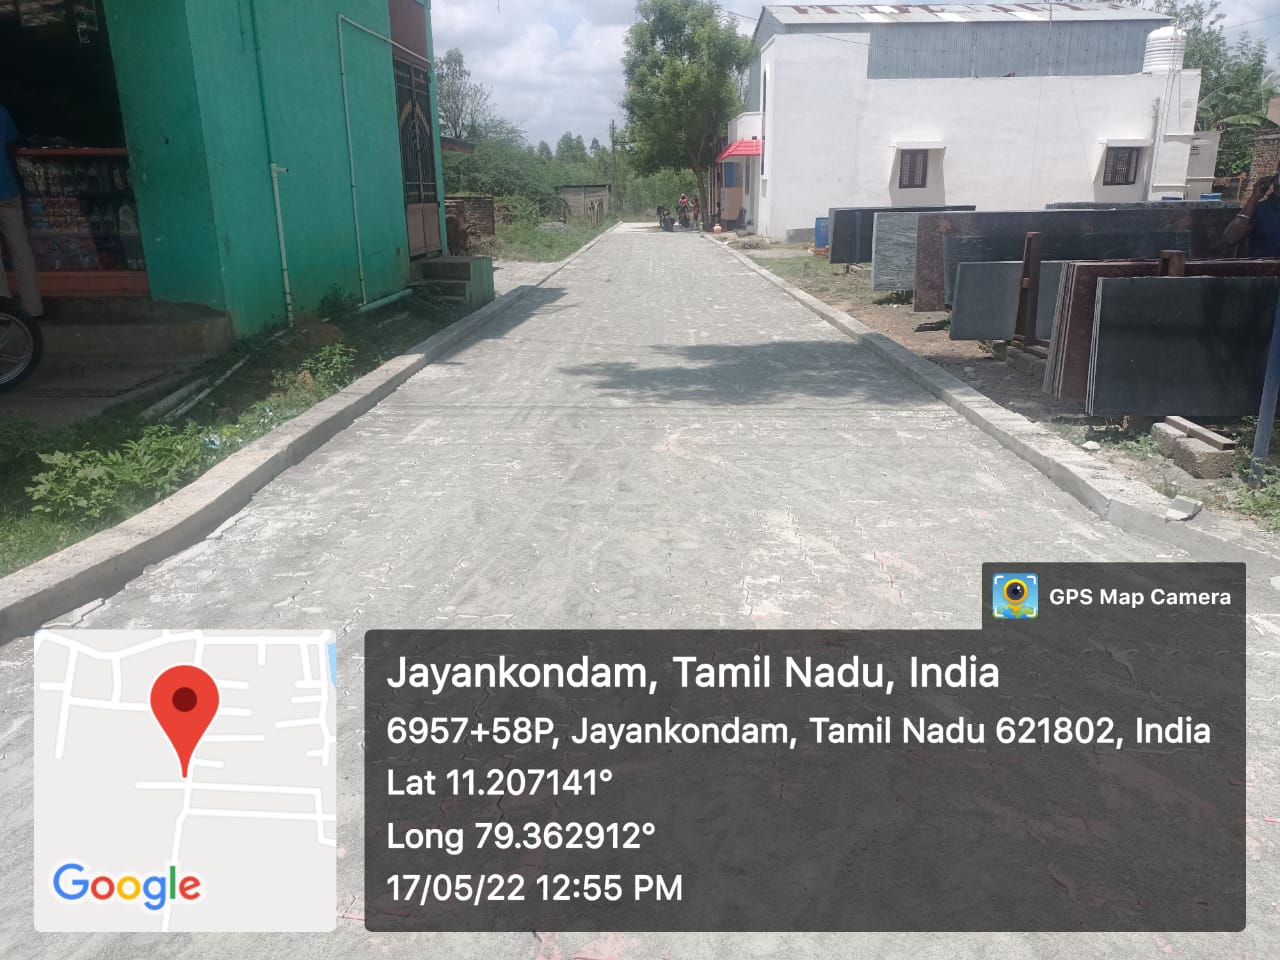 GPS Map Camera
Jayankondam, Tamil Nadu, India
6957+58P, Jayankondam, Tamil Nadu 621802, India
Lat 11.207141°
Long 79.362912°
17/05/22 12:55 PM
Google